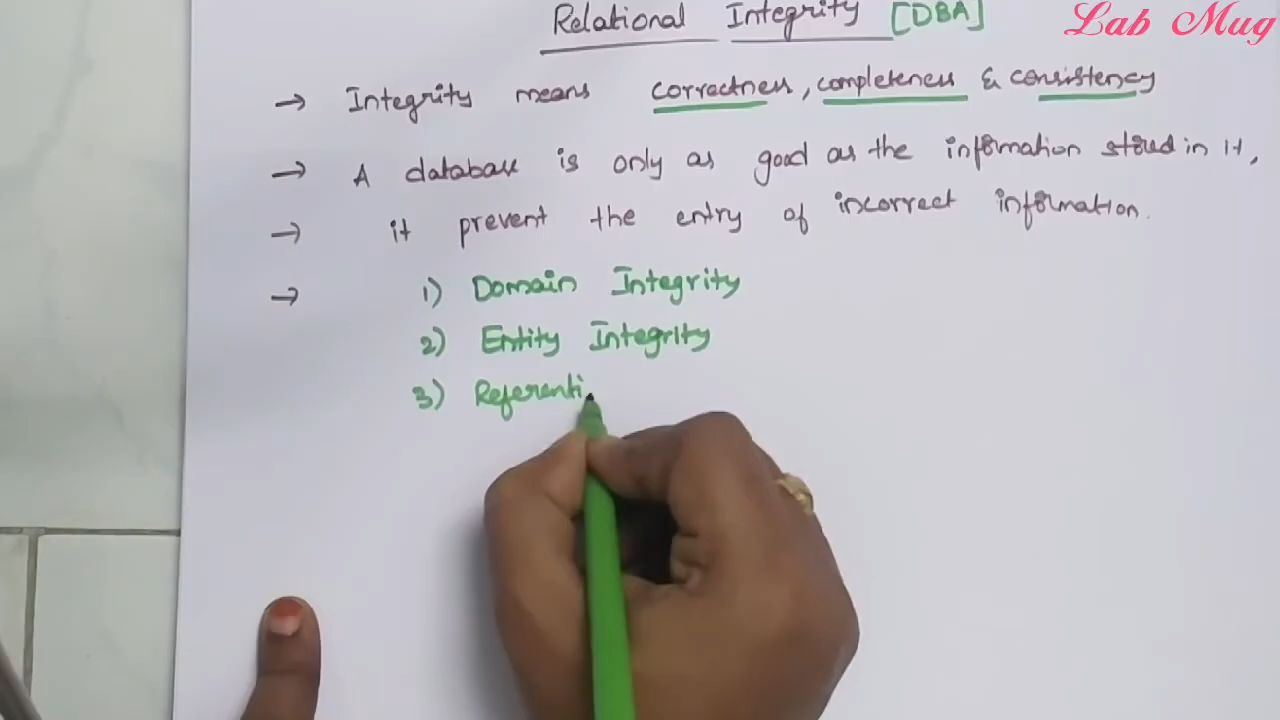 Relational Integrity [DBA]
Lab Mug
→ Integrity means correctness, completeness & consistency
→ A database is only as good as the information stored in it,
→ it prevent the entry of incorrect information.
→ 1) Domain Integrity
2) Entity Integrity
3) Referenti